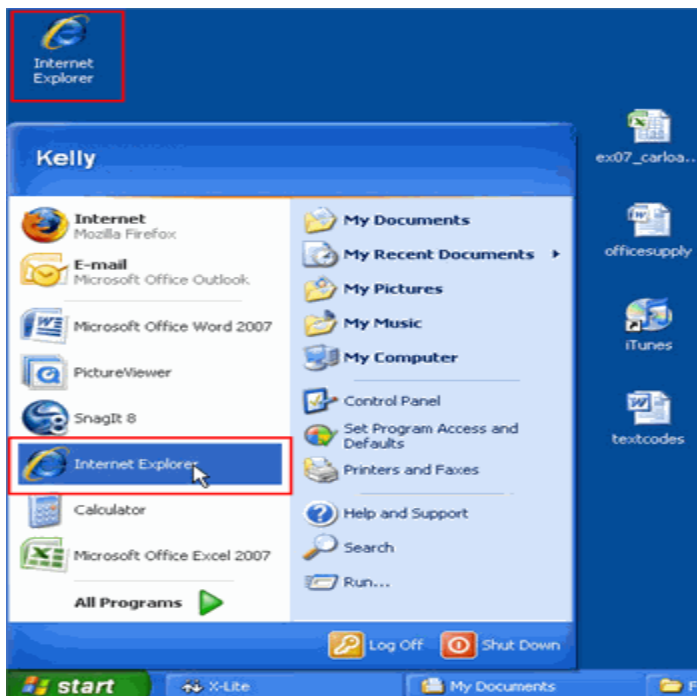 Internet
Explorer
Kelly
ex07_carloa...
officesupply
iTunes
textcodes
Internet
Mozilla Firefox
E-mail
Microsoft Office Outlook
Microsoft Office Word 2007
PictureViewer
SnagIt 8
Internet Explorer
Calculator
Microsoft Office Excel 2007
All Programs
My Documents
My Recent Documents
My Pictures
My Music
My Computer
Control Panel
Set Program Access and
Defaults
Printers and Faxes
Help and Support
Search
Run...
Log Off
Shut Down
start
X-Lite
My Documents